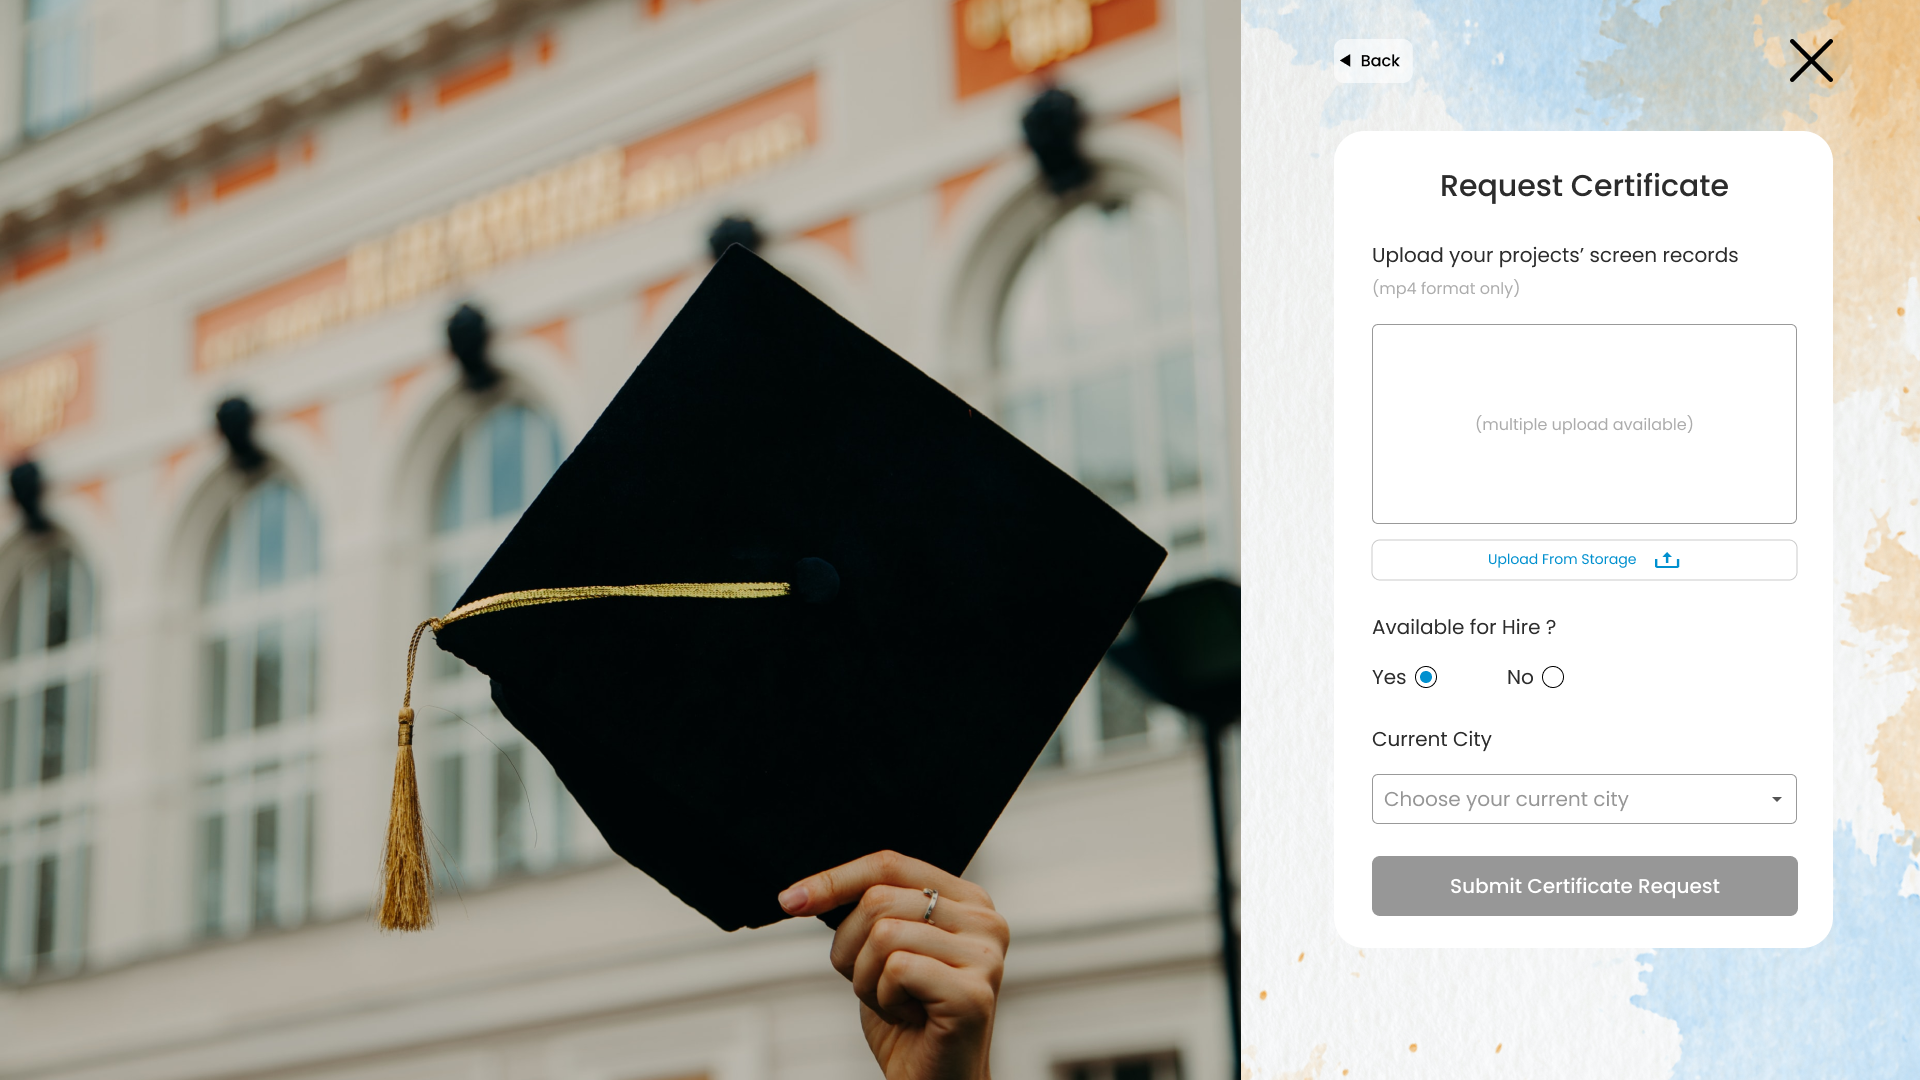 Back
Request Certificate
Upload your projects’ screen records
(mp4 format only)
(multiple upload available)
Upload From Storage
Available for Hire ?
Yes
No
Current City
Choose your current city
Submit Certificate Request